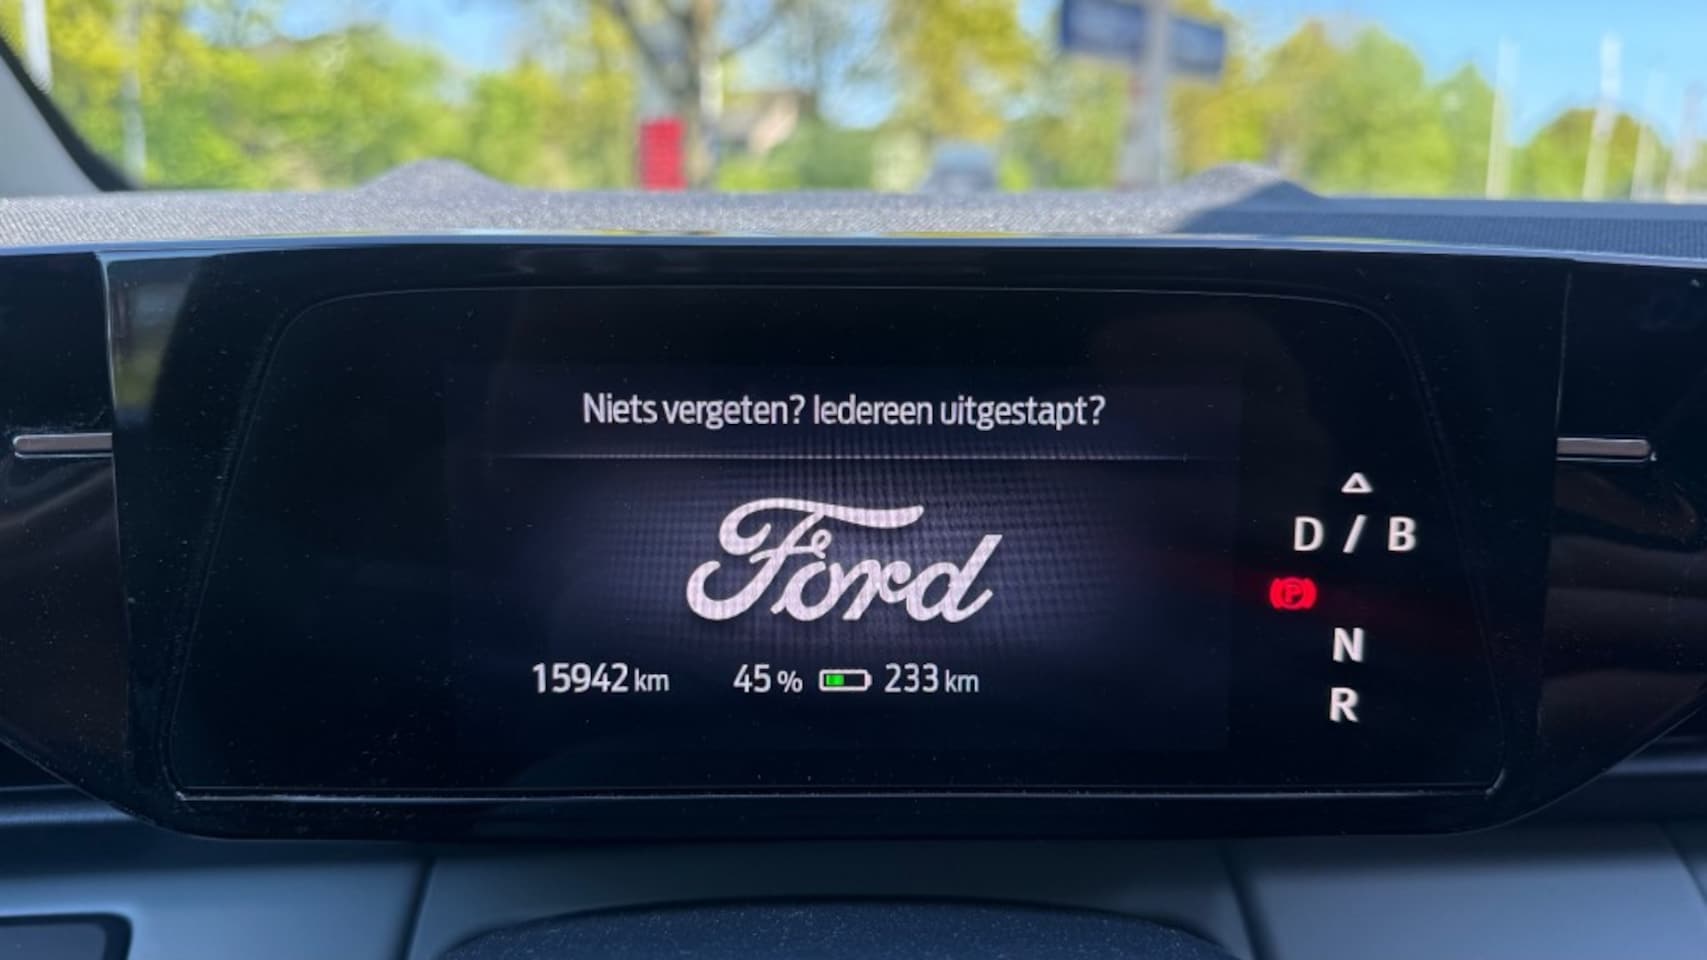 Niets vergeten? Iedereen uitgestapt?
Ford
15942 km 45 % 233 km
D / B
P
N
R